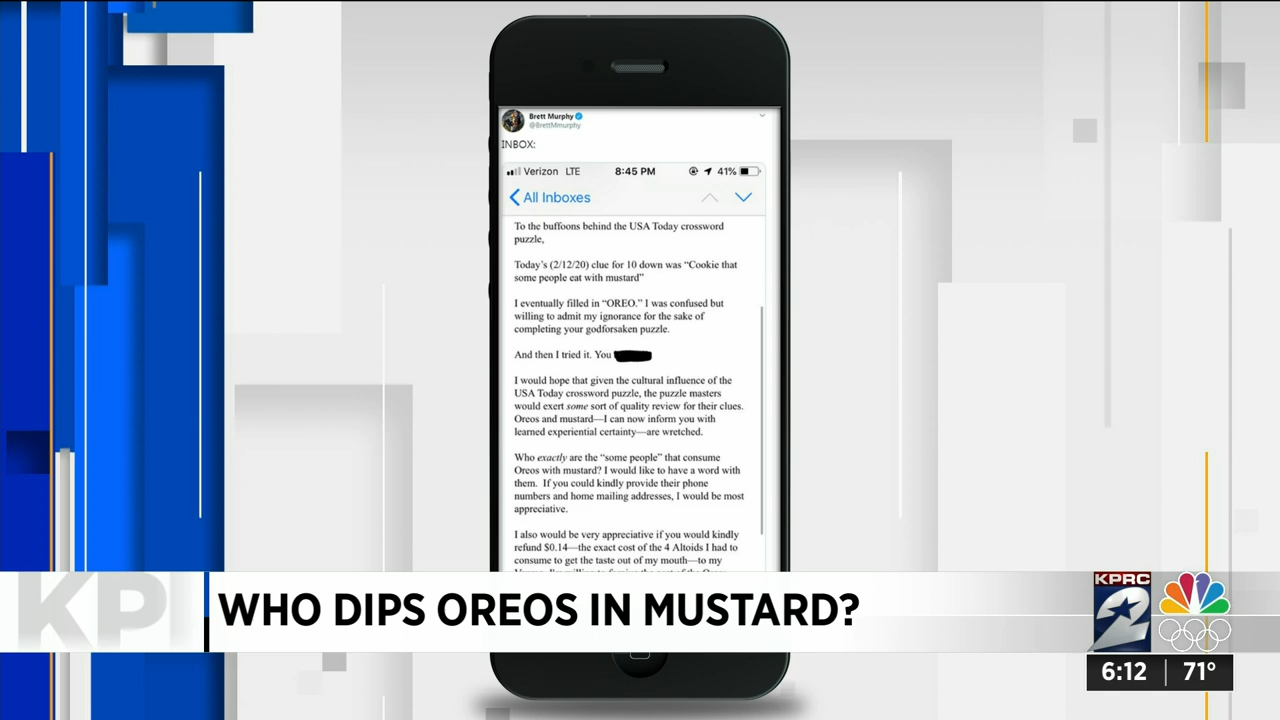 Brett Murphy
@BrettMmurphy
INBOX:
Verizon LTE 8:45 PM 41%
All Inboxes
To the buffoons behind the USA Today crossword
puzzle,
Today's (2/12/20) clue for 10 down was “Cookie that
some people eat with mustard”
I eventually filled in “OREO.” I was confused but
willing to admit my ignorance for the sake of
completing your godforsaken puzzle.
And then I tried it. You
I would hope that given the cultural influence of the
USA Today crossword puzzle, the puzzle masters
would exert some sort of quality review for their clues.
Oreos and mustard—I can now inform you with
learned experiential certainty—are wretched.
Who exactly are the “some people” that consume
Oreos with mustard? I would like to have a word with
them. If you could kindly provide their phone
numbers and home mailing addresses, I would be most
appreciative.
I also would be very appreciative if you would kindly
refund $0.14—the exact cost of the 4 Altoids I had to
consume to get the taste out of my mouth—to my
KP
WHO DIPS OREOS IN MUSTARD?
KPRC
2
6:12 71°